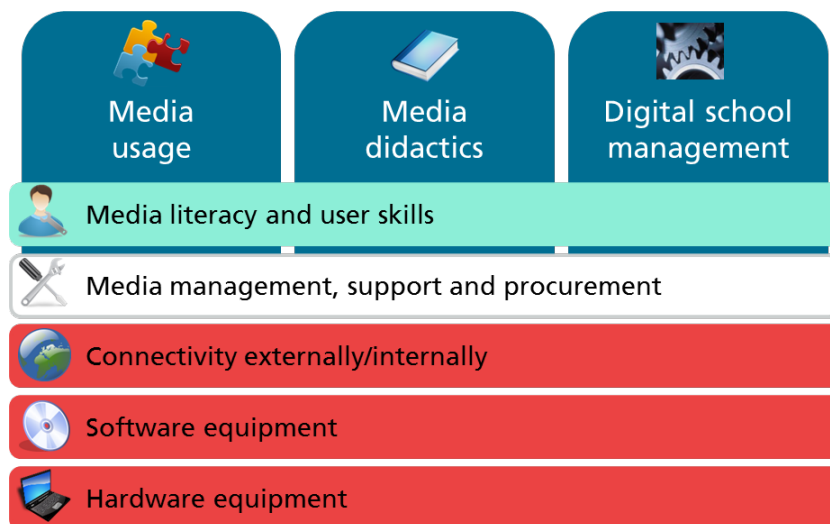 Media
usage
Media
didactics
Digital school
management
Media literacy and user skills
Media management, support and procurement
Connectivity externally/internally
Software equipment
Hardware equipment